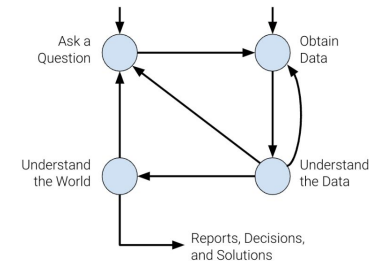 Ask a
Question
Obtain
Data
Understand
the World
Understand
the Data
Reports, Decisions,
and Solutions